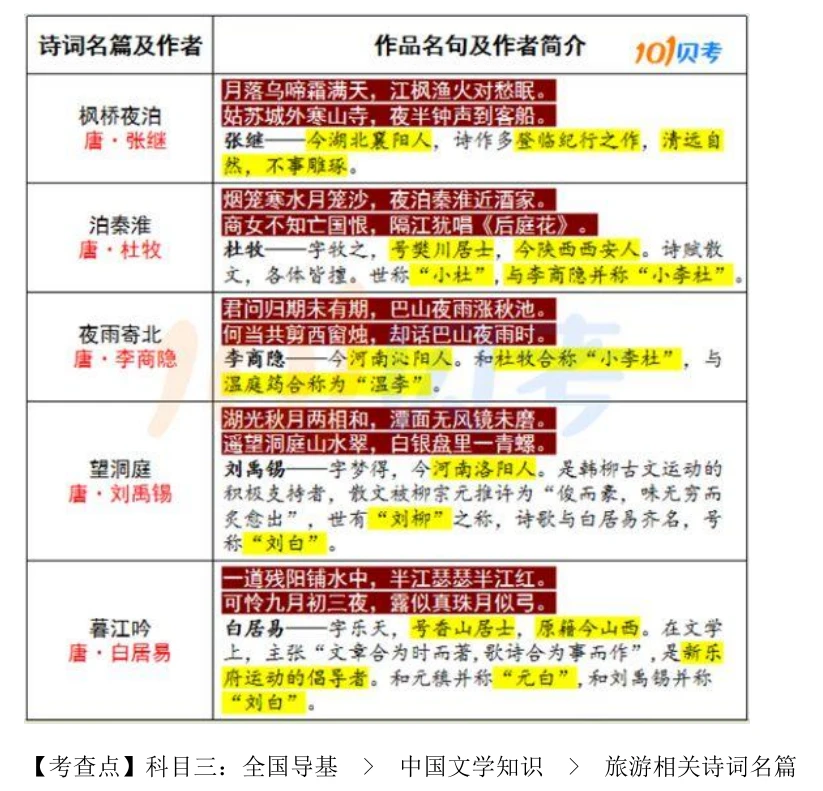 诗词名篇及作者
作品名句及作者简介
101贝考
枫桥夜泊
唐·张继
月落乌啼霜满天，江枫渔火对愁眠。
姑苏城外寒山寺，夜半钟声到客船。
张继——今湖北襄阳人，诗作多登临纪行之作，清远自
然，不事雕琢。
泊秦淮
唐·杜牧
烟笼寒水月笼沙，夜泊秦淮近酒家。
商女不知亡国恨，隔江犹唱《后庭花》。
杜牧——字牧之，号樊川居士，今陕西西安人。诗赋散
文，各体皆擅。世称“小杜”,与李商隐并称“小李杜”。
夜雨寄北
唐·李商隐
君问归期未有期，巴山夜雨涨秋池。
何当共剪西窗烛，却话巴山夜雨时。
李商隐——今河南沁阳人。和杜牧合称“小李杜”，与
温庭筠合称为“温李”。
望洞庭
唐·刘禹锡
湖光秋月两相和，潭面无风镜未磨。
遥望洞庭山水翠，白银盘里一青螺。
刘禹锡——字梦得，今河南洛阳人。是韩柳古文运动的
积极支持者，散文被柳宗元推许为“俊而豪，味无穷而
炙愈出”，世有“刘柳”之称，诗歌与白居易齐名，号
称“刘白”。
暮江吟
唐·白居易
一道残阳铺水中，半江瑟瑟半江红。
可怜九月初三夜，露似真珠月似弓。
白居易——字乐天，号香山居士，原籍今山西。在文学
上，主张“文章合为时而著,歌诗合为事而作”,是新乐
府运动的倡导者。和元稹并称“元白”,和刘禹锡并称
“刘白”。
【考查点】科目三：全国导基 > 中国文学知识 > 旅游相关诗词名篇